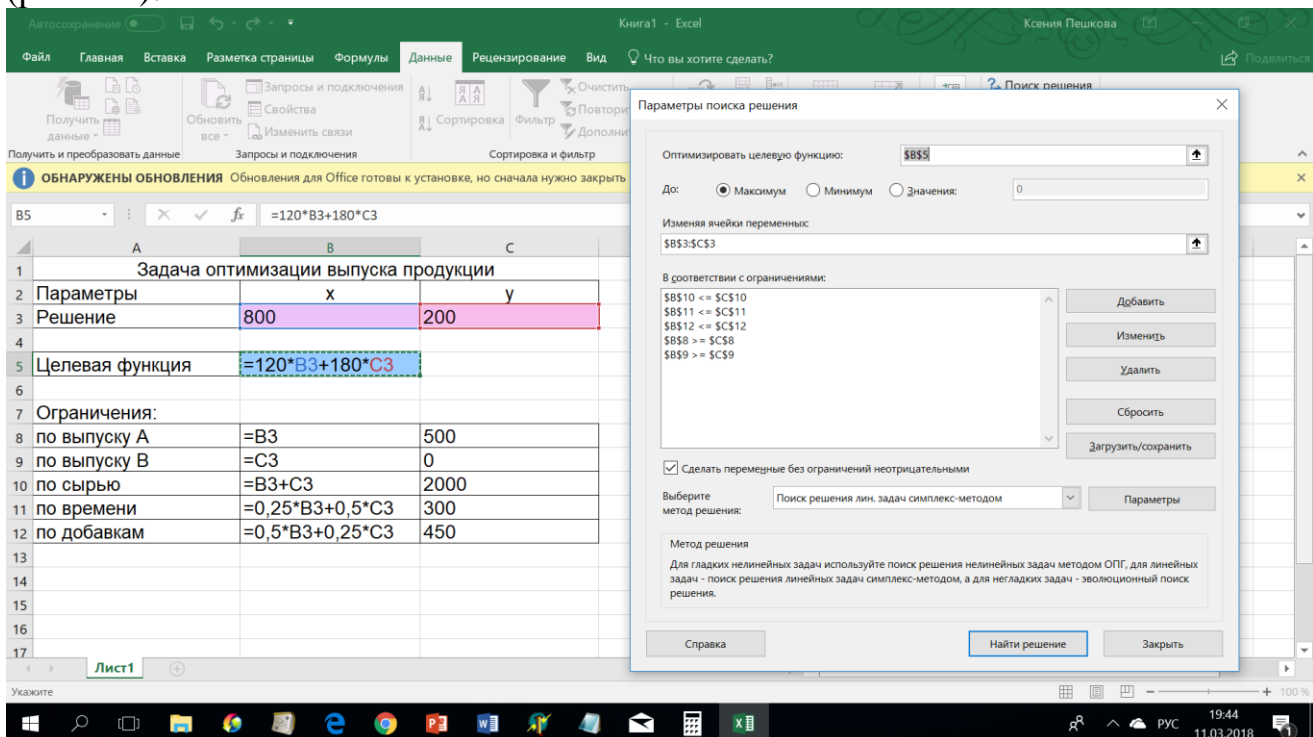 Автосохранение
Книга1 - Excel
Ксения Пешкова
Файл Главная Вставка Разметка страницы Формулы Данные Рецензирование Вид Что вы хотите сделать? Поделиться
Получить данные
Обновить все
Запросы и подключения
Свойства
Изменить связи
Сортировка
Фильтр
Очистить
Поиск решения
Получить и преобразовать данные
Запросы и подключения
Сортировка и фильтр
ОБНАРУЖЕНЫ ОБНОВЛЕНИЯ Обновления для Office готовы к установке, но сначала нужно закрыть
B5 fx =120*B3+180*C3
A B C
1 Задача оптимизации выпуска продукции
2 Параметры x y
3 Решение 800 200
4
5 Целевая функция =120*B3+180*C3
6
7 Ограничения:
8 по выпуску А =B3 500
9 по выпуску В =C3 0
10 по сырью =B3+C3 2000
11 по времени =0,25*B3+0,5*C3 300
12 по добавкам =0,5*B3+0,25*C3 450
13
14
15
16
17
Лист1
Укажите
100 %
Параметры поиска решения
Оптимизировать целевую функцию: $B$5
До: Максимум Минимум Значения: 0
Изменяя ячейки переменных:
$B$3:$C$3
В соответствии с ограничениями:
$B$10 <= $C$10
$B$11 <= $C$11
$B$12 <= $C$12
$B$8 >= $C$8
$B$9 >= $C$9
Добавить
Изменить
Удалить
Сбросить
Загрузить/сохранить
Сделать переменные без ограничений неотрицательными
Выберите метод решения:
Поиск решения лин. задач симплекс-методом
Параметры
Метод решения
Для гладких нелинейных задач используйте поиск решения нелинейных задач методом ОПГ, для линейных
задач - поиск решения линейных задач симплекс-методом, а для негладких задач - эволюционный поиск
решения.
Справка
Найти решение
Закрыть
РУС
19:44
11.03.2018